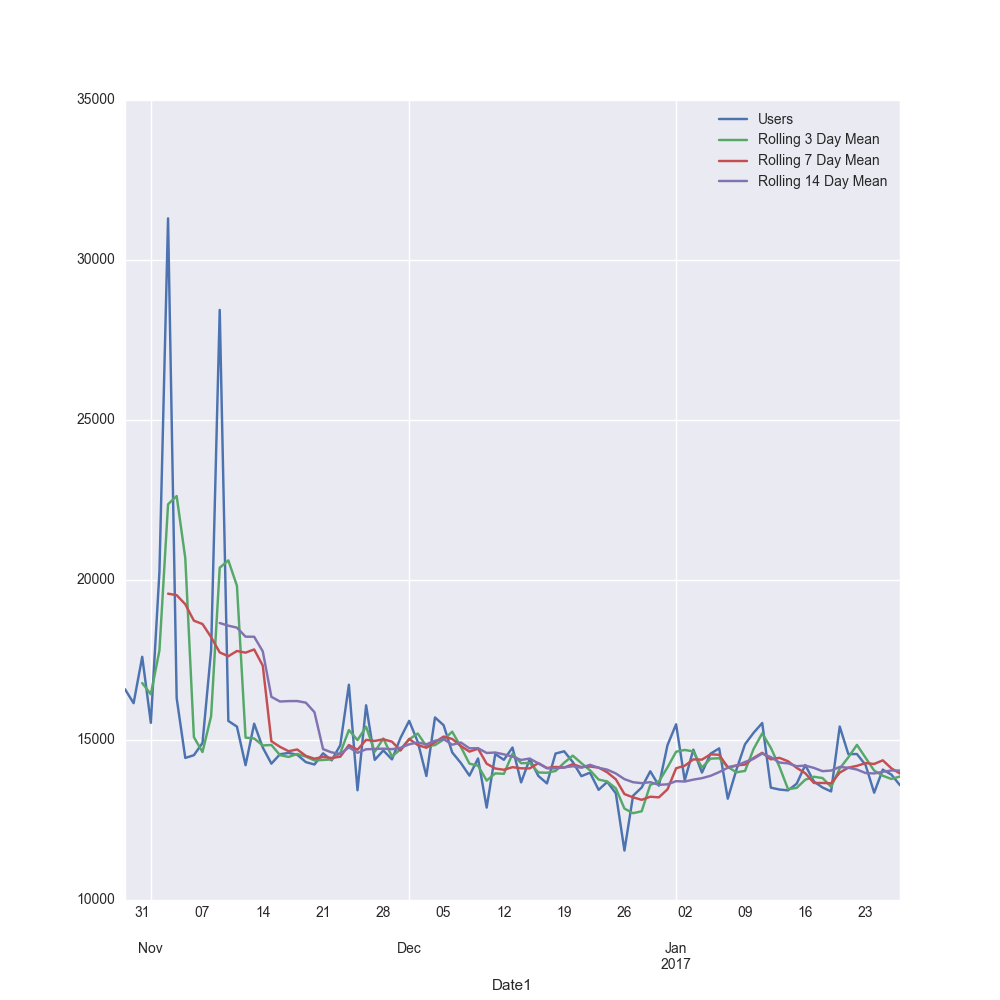 35000
30000
25000
20000
15000
10000
Users
Rolling 3 Day Mean
Rolling 7 Day Mean
Rolling 14 Day Mean
31 07 14 21 28 05 12 19 26 02 09 16 23
Nov Dec Jan
2017
Date1